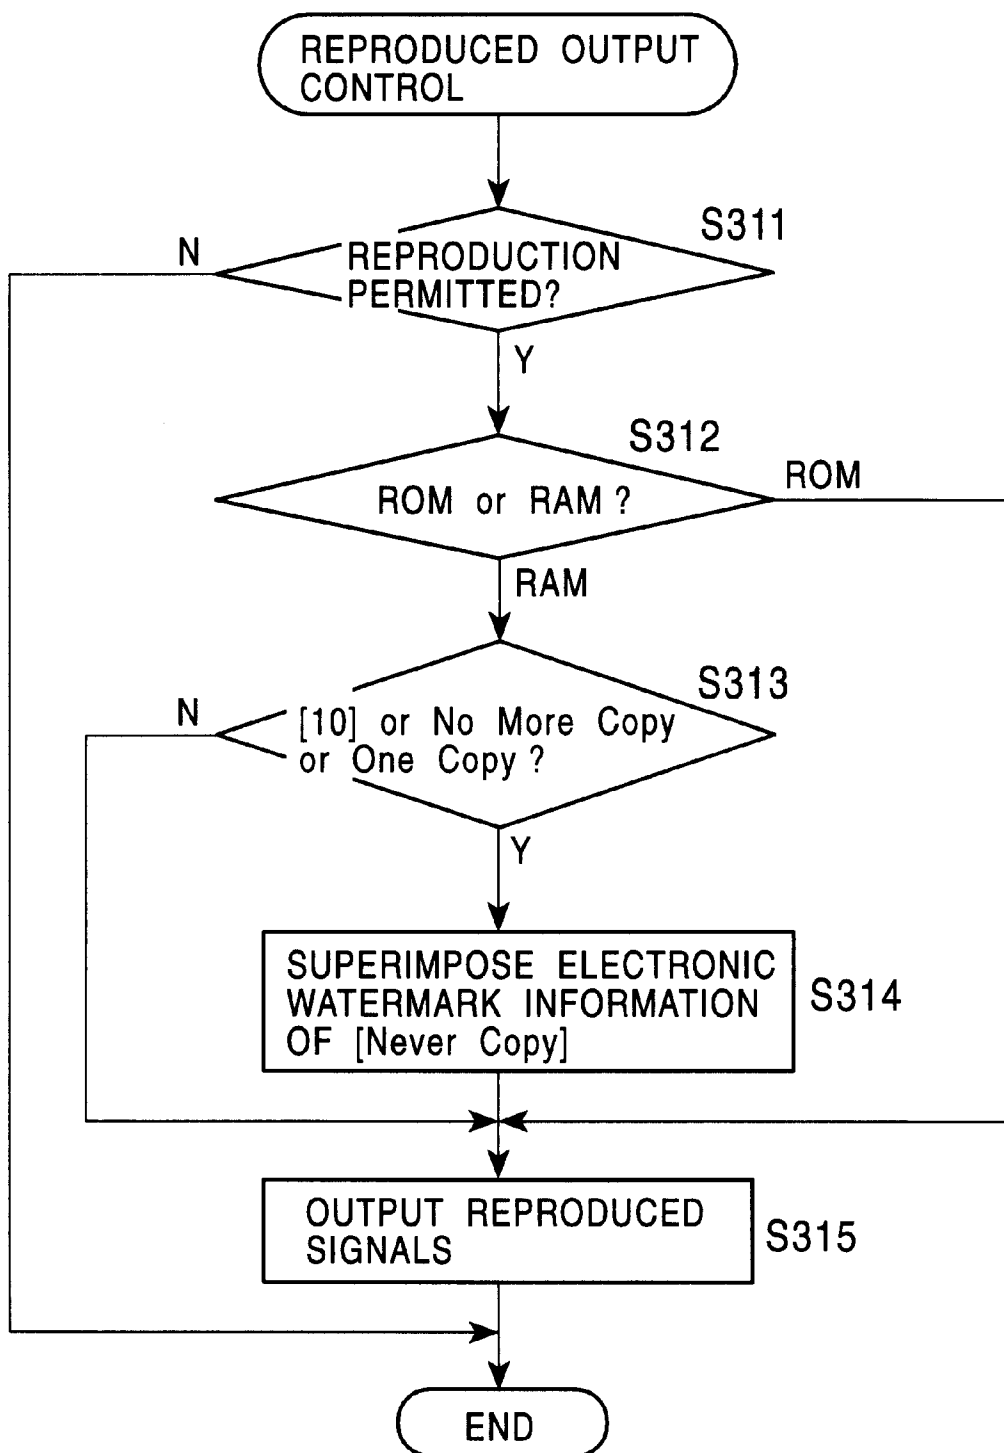 REPRODUCED OUTPUT
CONTROL
S311
N
REPRODUCTION
PERMITTED?
Y
S312
ROM
ROM or RAM ?
RAM
S313
N
[10] or No More Copy
or One Copy ?
Y
SUPERIMPOSE ELECTRONIC
WATERMARK INFORMATION
OF [Never Copy]
S314
OUTPUT REPRODUCED
SIGNALS
S315
END